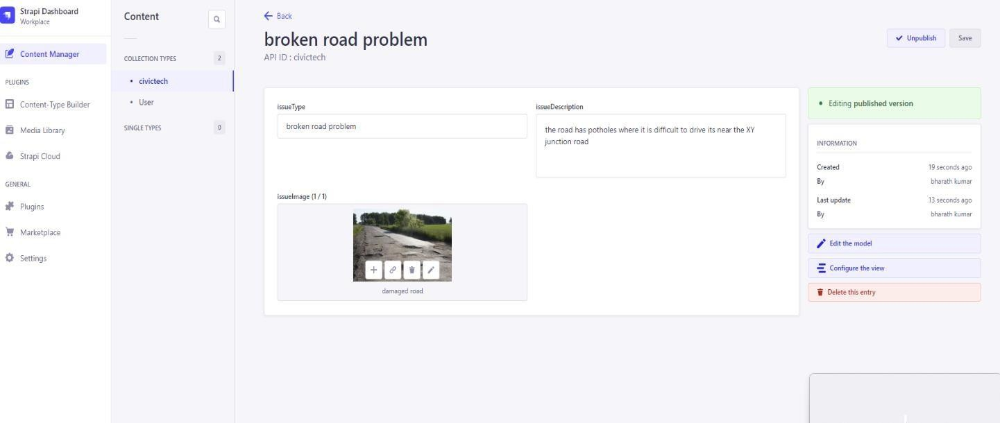 Strapi Dashboard
Workplace
Content Manager
PLUGINS
Content-Type Builder
Media Library
Strapi Cloud
GENERAL
Plugins
Marketplace
Settings
Content
COLLECTION TYPES 2
civictech
User
SINGLE TYPES 0
Back
broken road problem
API ID : civictech
Unpublish
Save
issueType
broken road problem
issueDescription
the road has potholes where it is difficult to drive its near the XY
junction road
issueImage (1 / 1)
damaged road
Editing published version
INFORMATION
Created 19 seconds ago
By bharath kumar
Last update 13 seconds ago
By bharath kumar
Edit the model
Configure the view
Delete this entry